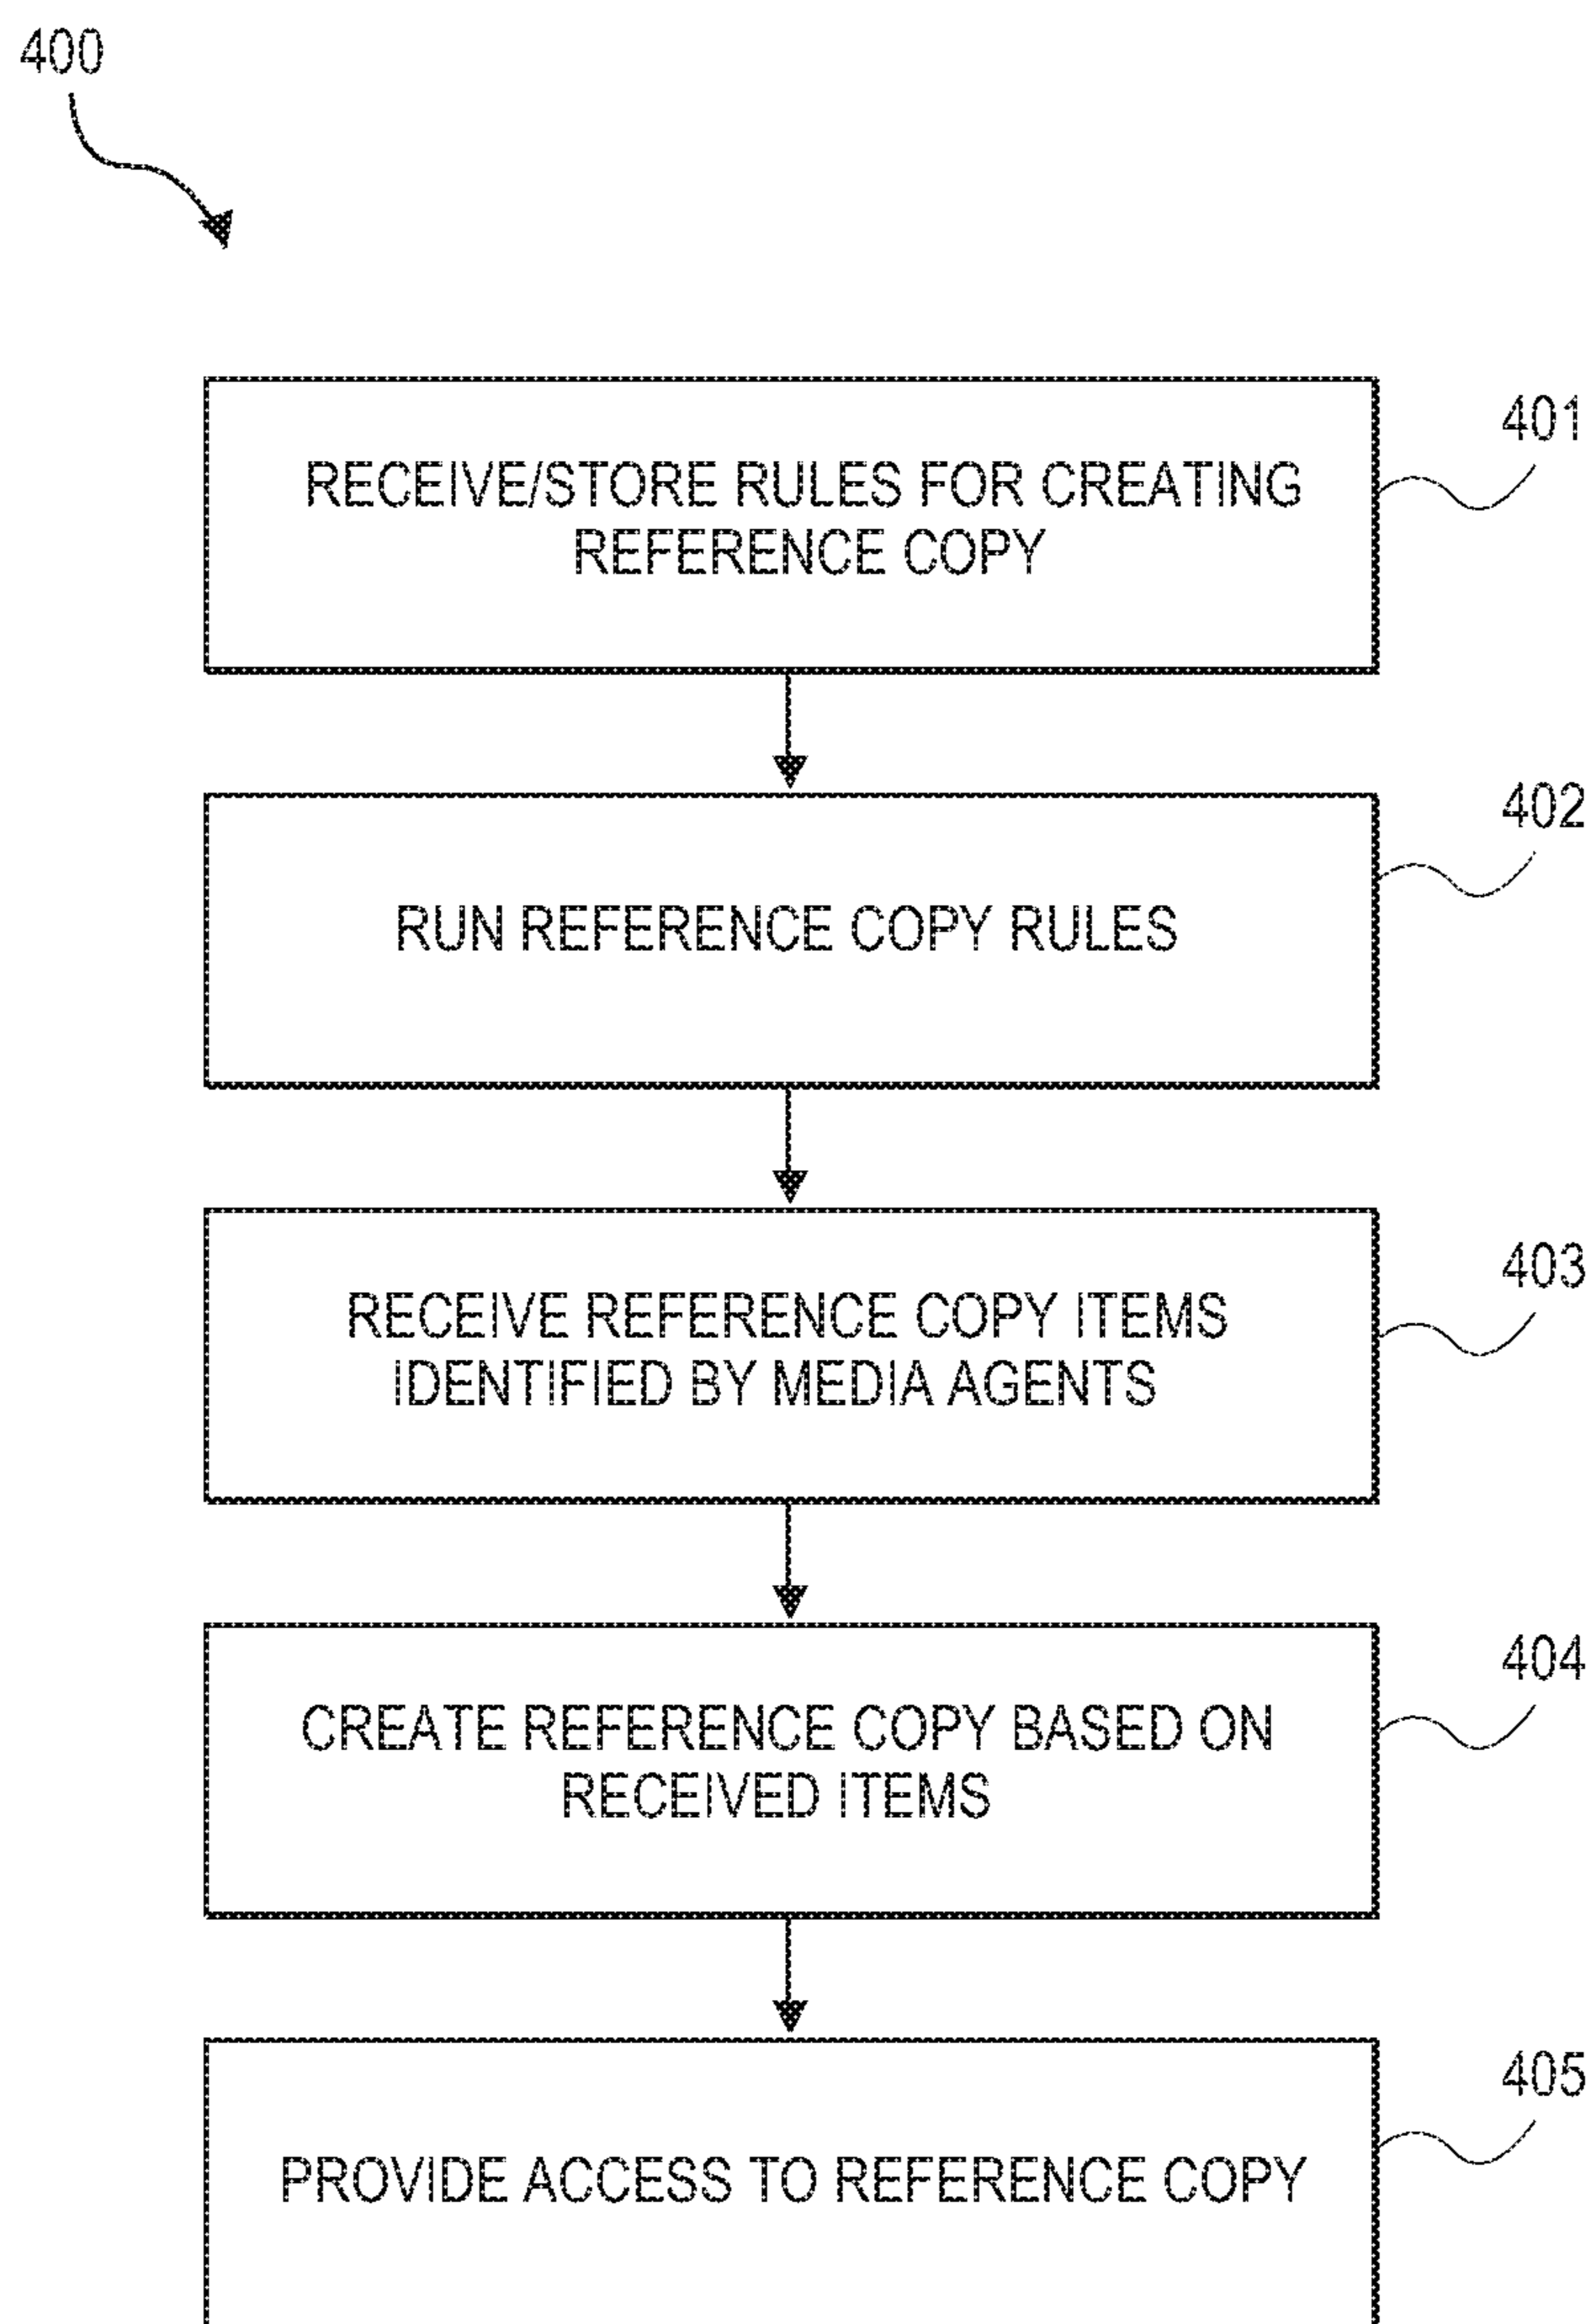 400
401
RECEIVE/STORE RULES FOR CREATING
REFERENCE COPY
402
RUN REFERENCE COPY RULES
403
RECEIVE REFERENCE COPY ITEMS
IDENTIFIED BY MEDIA AGENTS
404
CREATE REFERENCE COPY BASED ON
RECEIVED ITEMS
405
PROVIDE ACCESS TO REFERENCE COPY